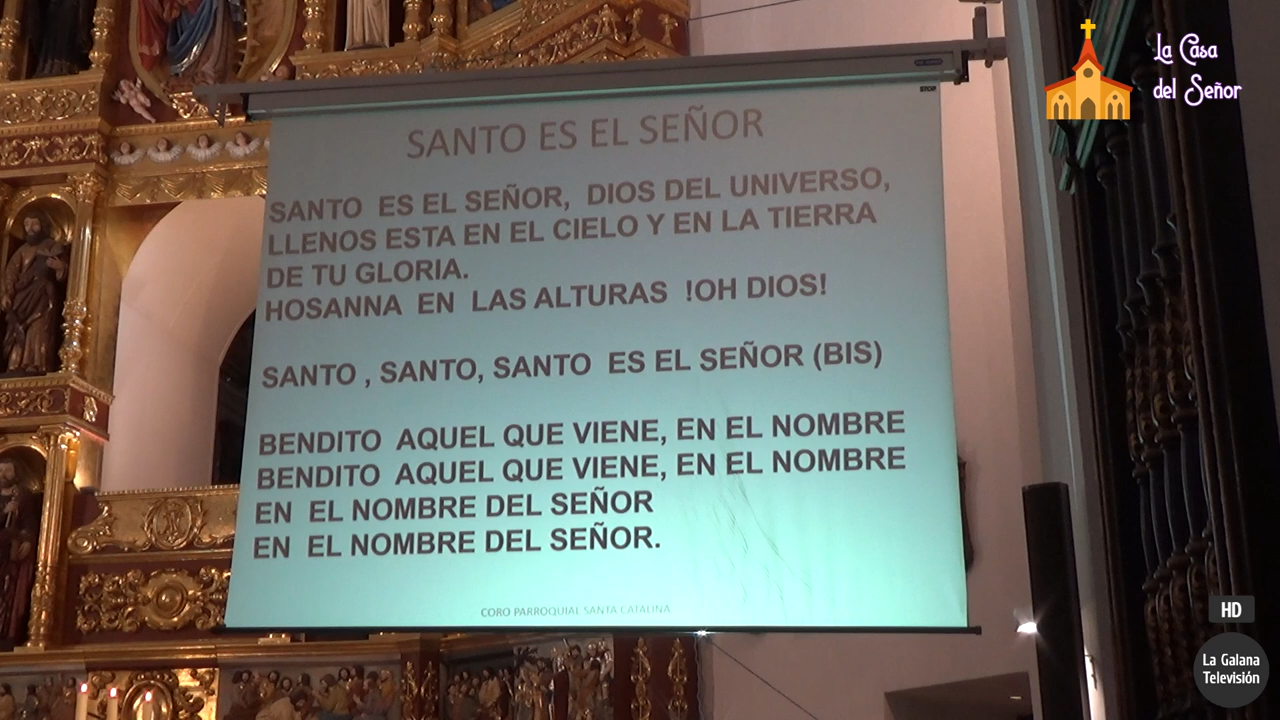 La Casa
del Señor
STOP
SANTO ES EL SEÑOR
SANTO ES EL SEÑOR, DIOS DEL UNIVERSO,
LLENOS ESTA EN EL CIELO Y EN LA TIERRA
DE TU GLORIA.
HOSANNA EN LAS ALTURAS !OH DIOS!
SANTO , SANTO, SANTO ES EL SEÑOR (BIS)
BENDITO AQUEL QUE VIENE, EN EL NOMBRE
BENDITO AQUEL QUE VIENE, EN EL NOMBRE
EN EL NOMBRE DEL SEÑOR
EN EL NOMBRE DEL SEÑOR.
CORO PARROQUIAL SANTA CATALINA
HD
La Galana
Televisión